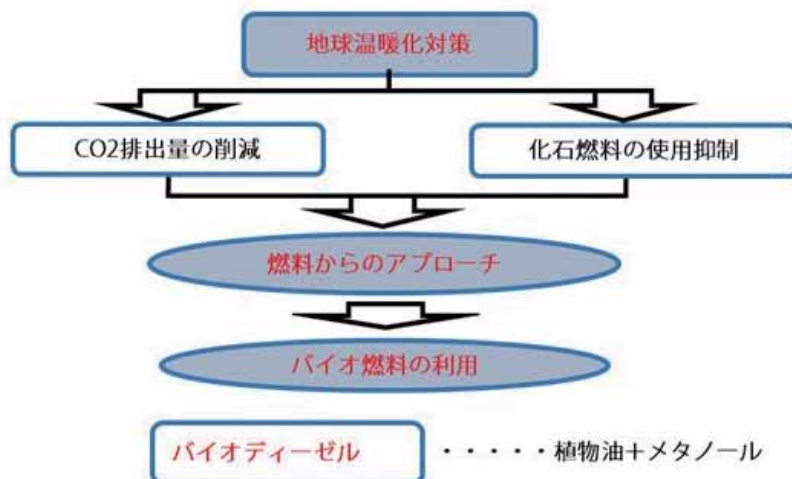 地球温暖化対策
CO2排出量の削減 化石燃料の使用抑制
燃料からのアプローチ
バイオ燃料の利用
バイオディーゼル ・・・・・植物油+メタノール